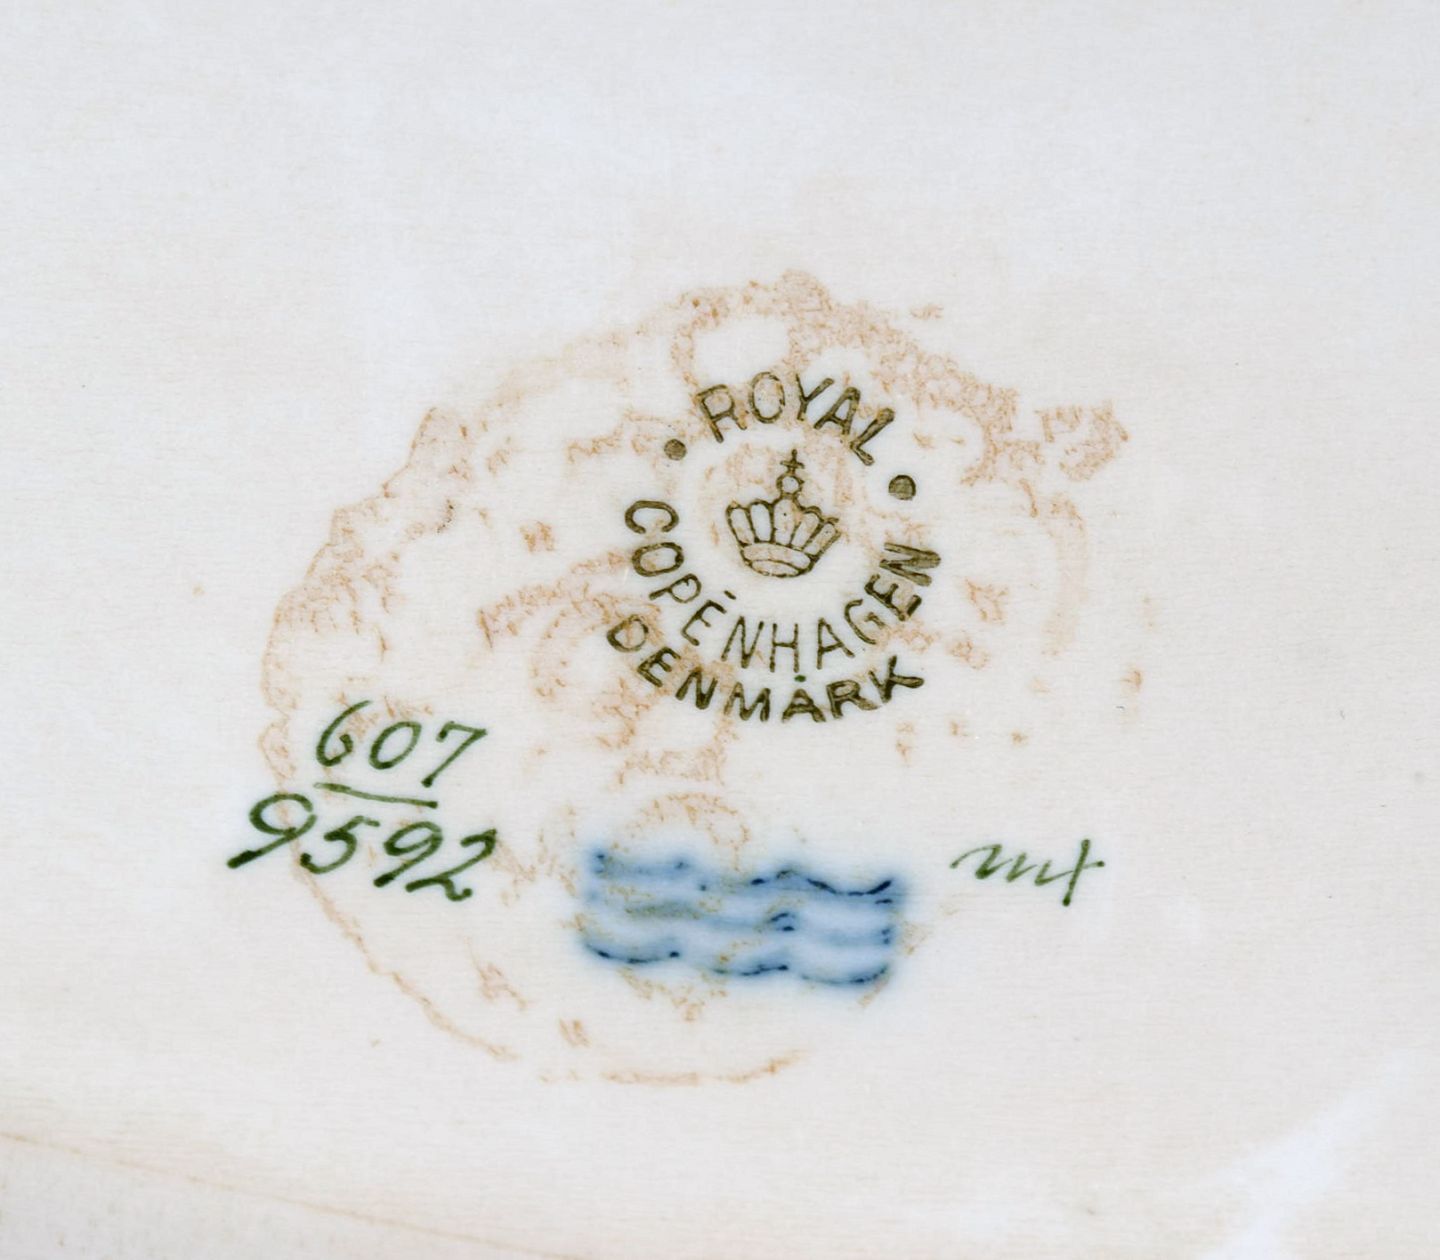 ROYAL
COPENHAGEN
DENMARK
607
9592